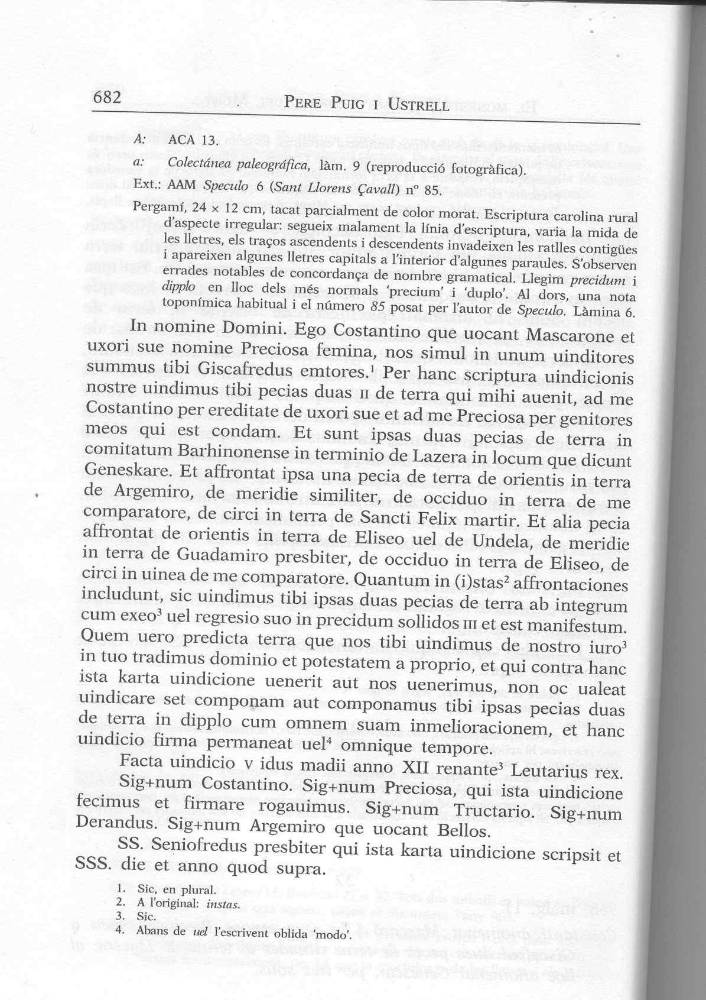 682
PERE PUIG I USTRELL
A: ACA 13.
a: Colectánea paleográfica, làm. 9 (reproducció fotogràfica).
Ext.: AAM Speculo 6 (Sant Llorens Çavall) nº 85.
Pergamí, 24 × 12 cm, tacat parcialment de color morat. Escriptura carolina rural
d’aspecte irregular: segueix malament la línia d’escriptura, varia la mida de
les lletres, els traços ascendents i descendents invadeixen les ratlles contigües
i apareixen algunes lletres capitals a l’interior d’algunes paraules. S’observen
errades notables de concordança de nombre gramatical. Llegim precidum i
dipplo en lloc dels més normals ‘precium’ i ‘duplo’. Al dors, una nota
toponímica habitual i el número 85 posat per l’autor de Speculo. Làmina 6.
In nomine Domini. Ego Costantino que uocant Mascarone et
uxori sue nomine Preciosa femina, nos simul in unum uinditores
summus tibi Giscafredus emtores.¹ Per hanc scriptura uindicionis
nostre uindimus tibi pecias duas II de terra qui mihi auenit, ad me
Costantino per ereditate de uxori sue et ad me Preciosa per genitores
meos qui est condam. Et sunt ipsas duas pecias de terra in
comitatum Barhinonense in terminio de Lazera in locum que dicunt
Geneskare. Et affrontat ipsa una pecia de terra de orientis in terra
de Argemiro, de meridie similiter, de occiduo in terra de me
comparatore, de circi in terra de Sancti Felix martir. Et alia pecia
affrontat de orientis in terra de Eliseo uel de Undela, de meridie
in terra de Guadamiro presbiter, de occiduo in terra de Eliseo, de
circi in uinea de me comparatore. Quantum in (i)stas² affrontaciones
includunt, sic uindimus tibi ipsas duas pecias de terra ab integrum
cum exeo³ uel regresio suo in precidum sollidos III et est manifestum.
Quem uero predicta terra que nos tibi uindimus de nostro iuro³
in tuo tradimus dominio et potestatem a proprio, et qui contra hanc
ista karta uindicione uenerit aut nos uenerimus, non oc ualeat
uindicare set componam aut componamus tibi ipsas pecias duas
de terra in dipplo cum omnem suam inmelioracionem, et hanc
uindicio firma permaneat uel⁴ omnique tempore.
Facta uindicio V idus madii anno XII renante³ Leutarius rex.
Sig+num Costantino. Sig+num Preciosa, qui ista uindicione
fecimus et firmare rogauimus. Sig+num Tructario. Sig+num
Derandus. Sig+num Argemiro que uocant Bellos.
SS. Seniofredus presbiter qui ista karta uindicione scripsit et
SSS. die et anno quod supra.
1. Sic, en plural.
2. A l’original: instas.
3. Sic.
4. Abans de uel l’escrivent oblida ‘modo’.